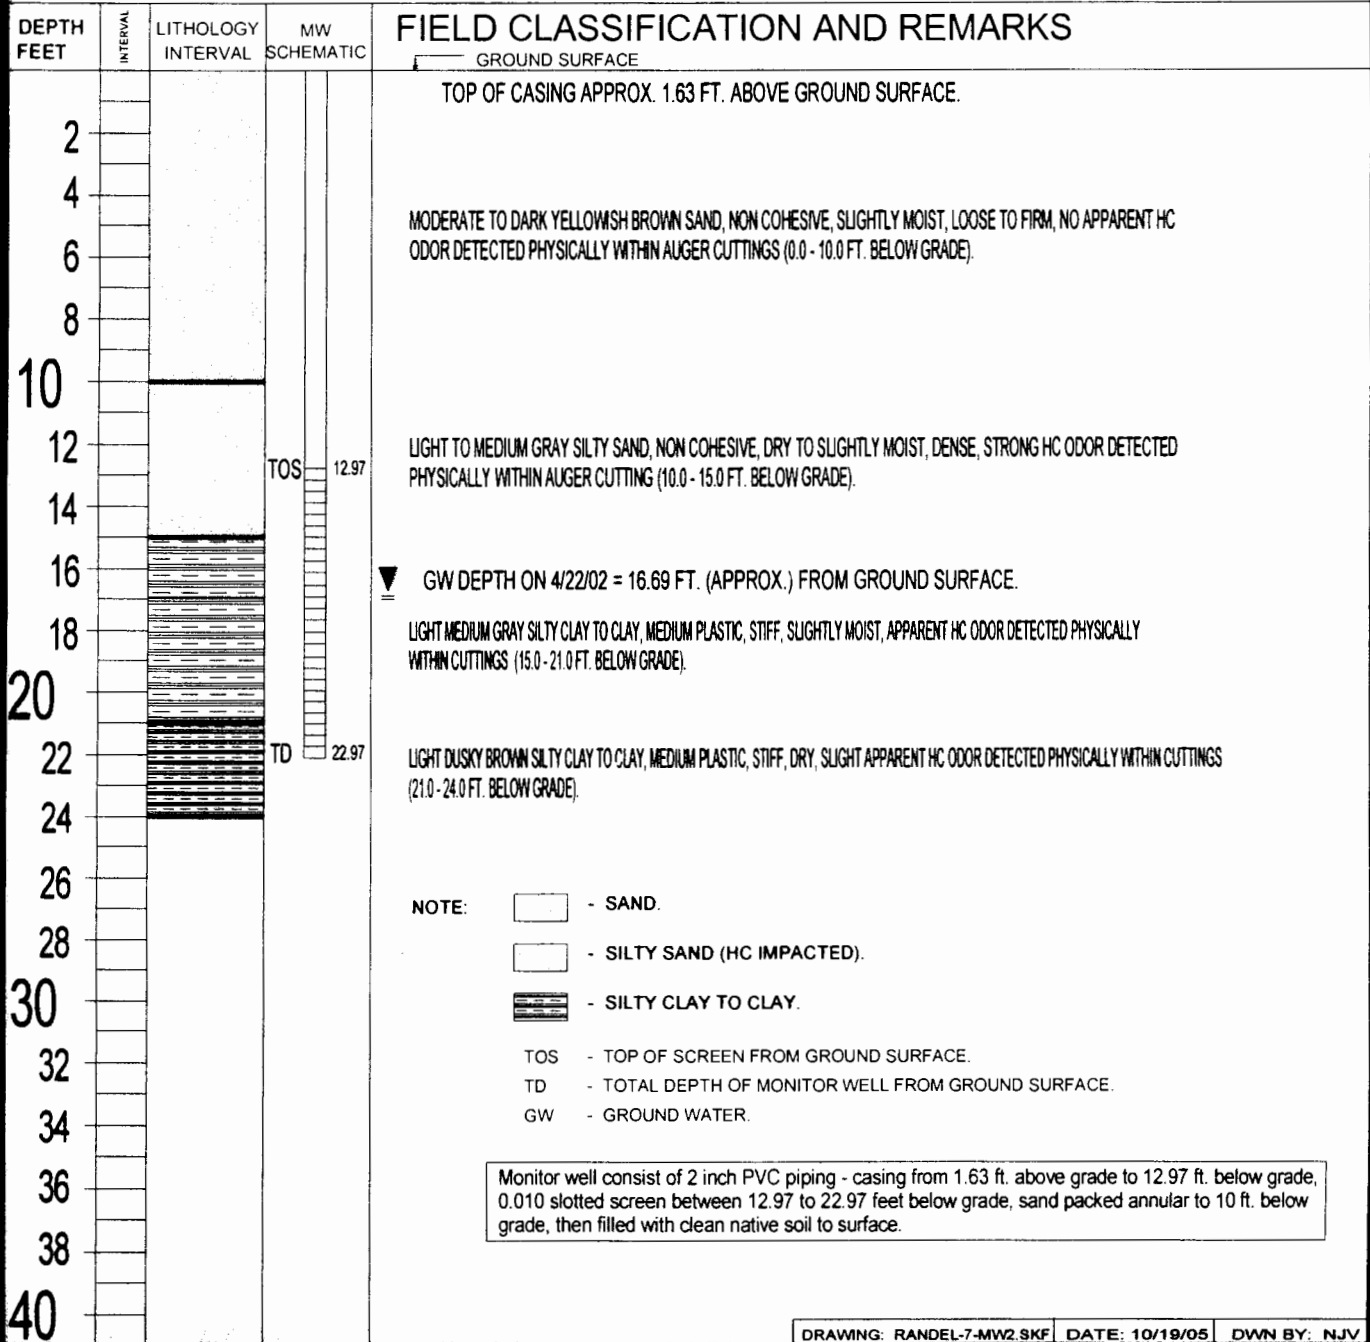 DEPTH FEET
INTERVAL
LITHOLOGY INTERVAL
MW SCHEMATIC
FIELD CLASSIFICATION AND REMARKS
GROUND SURFACE
TOP OF CASING APPROX. 1.63 FT. ABOVE GROUND SURFACE.
2
4
MODERATE TO DARK YELLOWISH BROWN SAND, NON COHESIVE, SLIGHTLY MOIST, LOOSE TO FIRM, NO APPARENT HC
ODOR DETECTED PHYSICALLY WITHIN AUGER CUTTINGS (0.0 - 10.0 FT. BELOW GRADE).
6
8
10
12
LIGHT TO MEDIUM GRAY SILTY SAND, NON COHESIVE, DRY TO SLIGHTLY MOIST, DENSE, STRONG HC ODOR DETECTED
PHYSICALLY WITHIN AUGER CUTTING (10.0 - 15.0 FT. BELOW GRADE).
TOS 12.97
14
16
GW DEPTH ON 4/22/02 = 16.69 FT. (APPROX.) FROM GROUND SURFACE.
18
LIGHT MEDIUM GRAY SILTY CLAY TO CLAY, MEDIUM PLASTIC, STIFF, SLIGHTLY MOIST, APPARENT HC ODOR DETECTED PHYSICALLY
WITHIN CUTTINGS (15.0 - 21.0 FT. BELOW GRADE).
20
22
TD 22.97
LIGHT DUSKY BROWN SILTY CLAY TO CLAY, MEDIUM PLASTIC, STIFF, DRY, SLIGHT APPARENT HC ODOR DETECTED PHYSICALLY WITHIN CUTTINGS
(21.0 - 24.0 FT. BELOW GRADE).
24
26
NOTE: - SAND.
28
- SILTY SAND (HC IMPACTED).
30
- SILTY CLAY TO CLAY.
32
TOS - TOP OF SCREEN FROM GROUND SURFACE.
TD - TOTAL DEPTH OF MONITOR WELL FROM GROUND SURFACE.
34
GW - GROUND WATER.
36
Monitor well consist of 2 inch PVC piping - casing from 1.63 ft. above grade to 12.97 ft. below grade,
0.010 slotted screen between 12.97 to 22.97 feet below grade, sand packed annular to 10 ft. below
grade, then filled with clean native soil to surface.
38
40
DRAWING: RANDEL-7-MW2.SKF DATE: 10/19/05 DWN BY: NJV